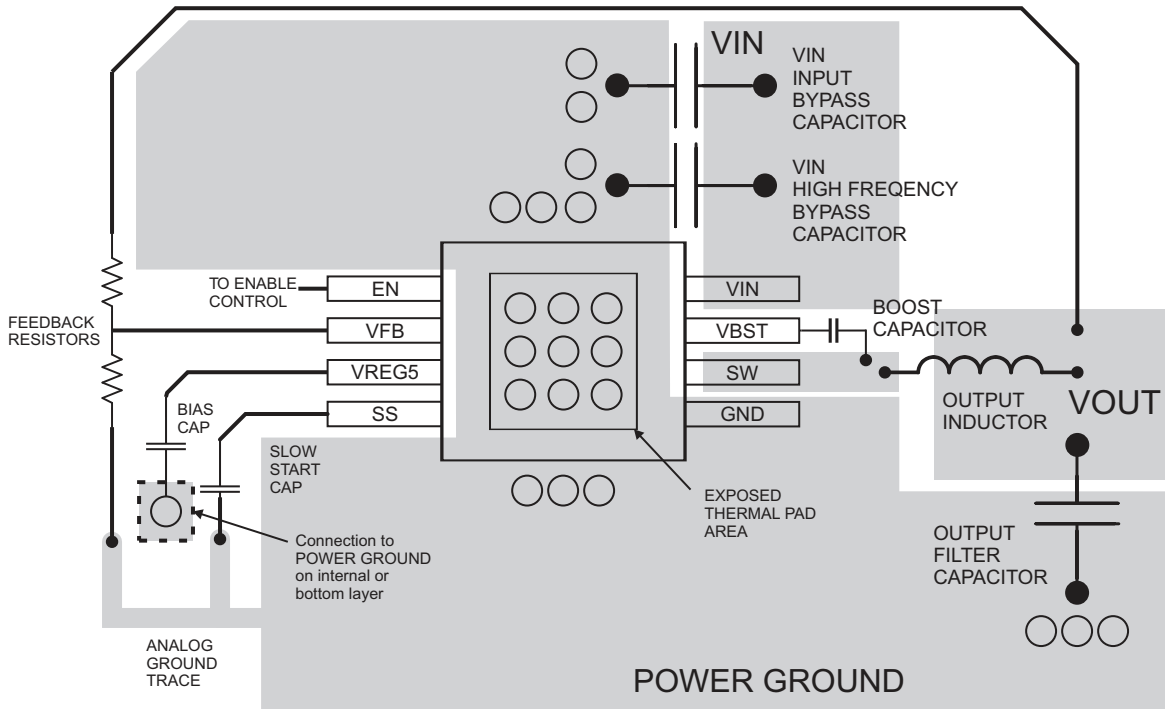 VIN
VIN
INPUT
BYPASS
CAPACITOR
VIN
HIGH FREQENCY
BYPASS
CAPACITOR
TO ENABLE
CONTROL
EN
VIN
FEEDBACK
RESISTORS
VFB
VBST
BOOST
CAPACITOR
VREG5
SW
OUTPUT
INDUCTOR
VOUT
BIAS
CAP
SS
GND
SLOW
START
CAP
EXPOSED
THERMAL PAD
AREA
Connection to
POWER GROUND
on internal or
bottom layer
OUTPUT
FILTER
CAPACITOR
ANALOG
GROUND
TRACE
POWER GROUND